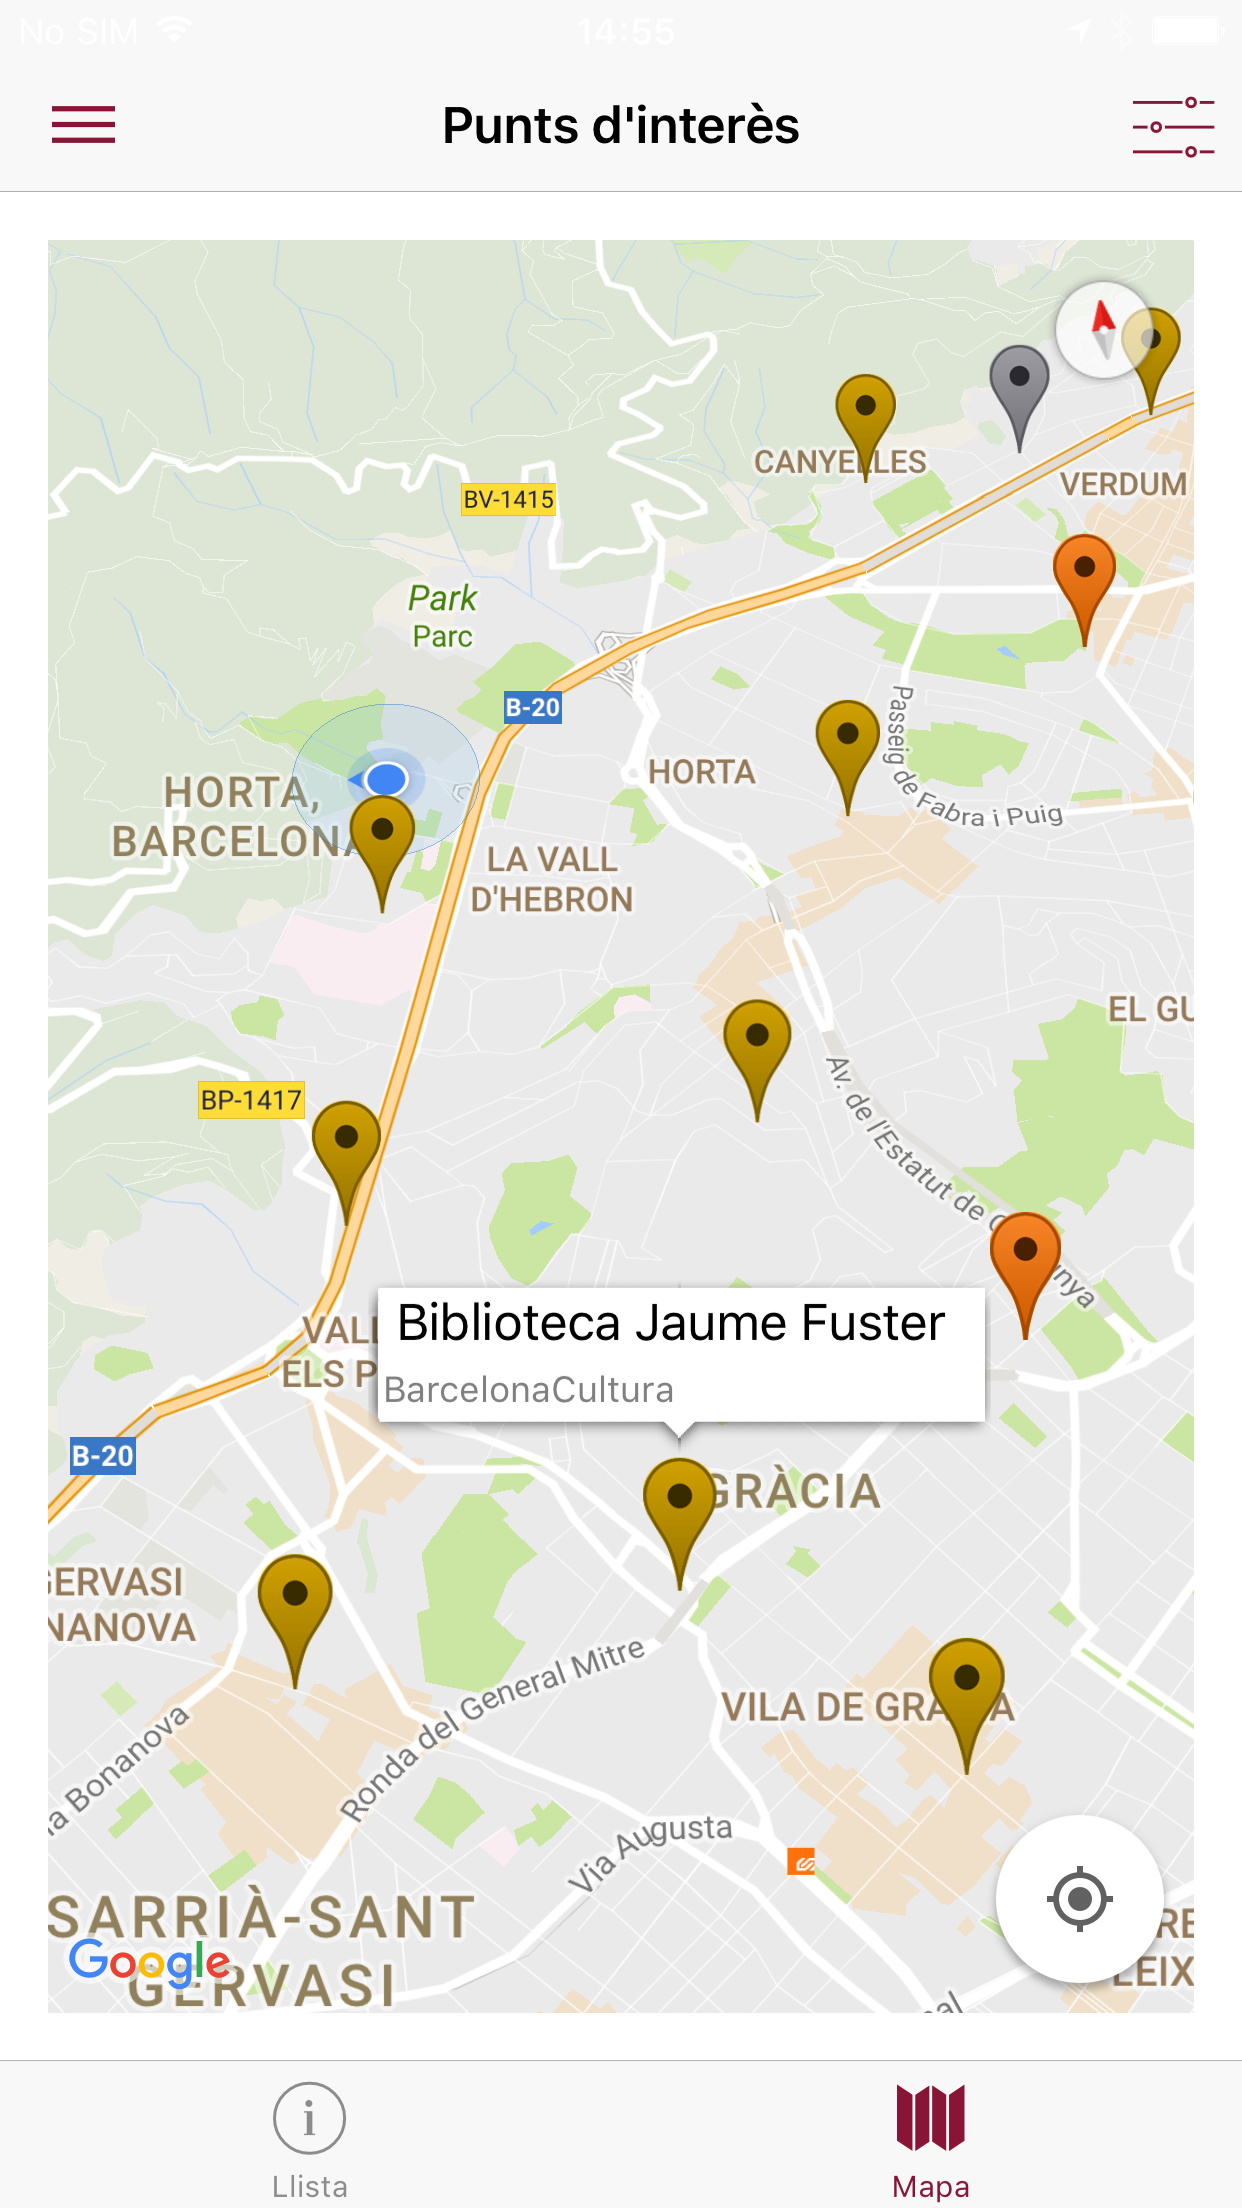 No SIM 14:55
Punts d'interès
CANYELLES
VERDUM
BV-1415
Park
Parc
B-20
Passeig de Fabra i Puig
HORTA
HORTA,
BARCELONA
LA VALL
D'HEBRON
EL GU
BP-1417
Av. de l'Estatut de
VALL
ELS P
Biblioteca Jaume Fuster
BarcelonaCultura
B-20
GRÀCIA
GERVASI
NANOVA
Ronda del General Mitre
VILA DE GRÀCIA
la Bonanova
Via Augusta
SARRIÀ-SANT
GERVASI
Google
RE
LEIX
Llista
Mapa